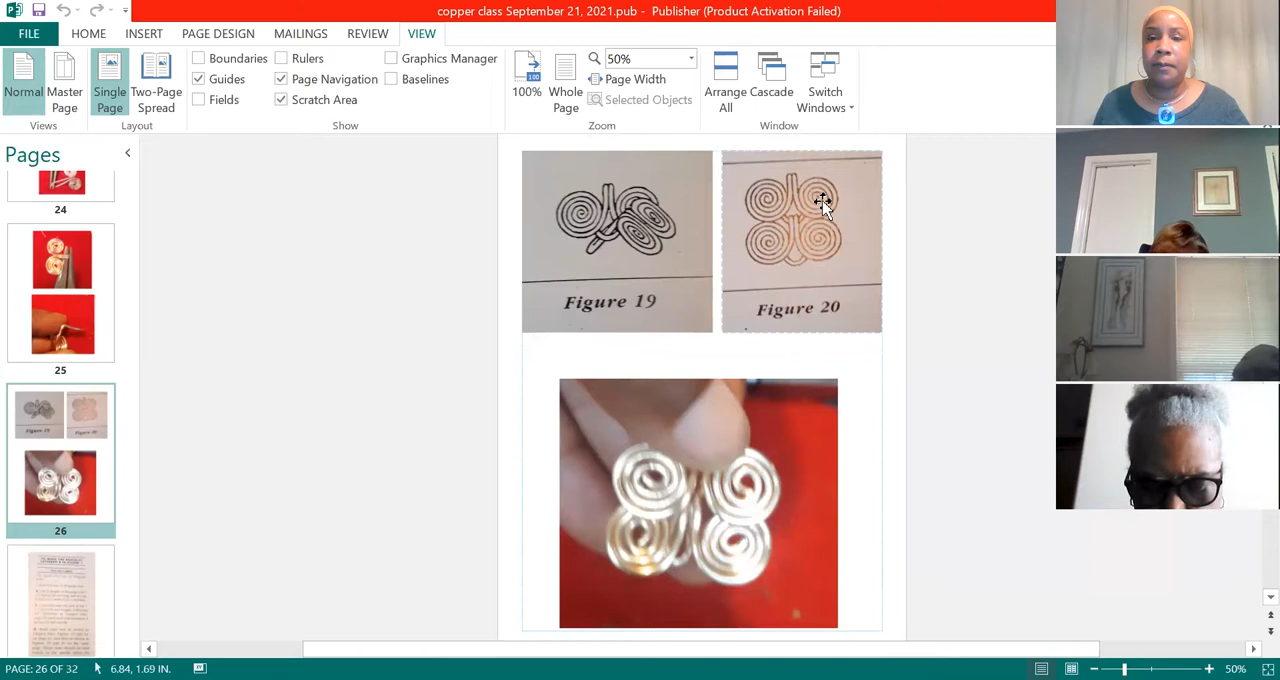 copper class September 21, 2021.pub - Publisher (Product Activation Failed)
FILE HOME INSERT PAGE DESIGN MAILINGS REVIEW VIEW
Normal
Master Page
Views
Single Page
Two-Page Spread
Layout
Boundaries Rulers Graphics Manager
Guides Page Navigation Baselines
Fields Scratch Area
Show
100%
Whole Page
50%
Page Width
Selected Objects
Zoom
Arrange All
Cascade
Switch Windows
Window
Pages
24
25
26
Figure 19
Figure 20
PAGE: 26 OF 32
6.84, 1.69 IN.
50%